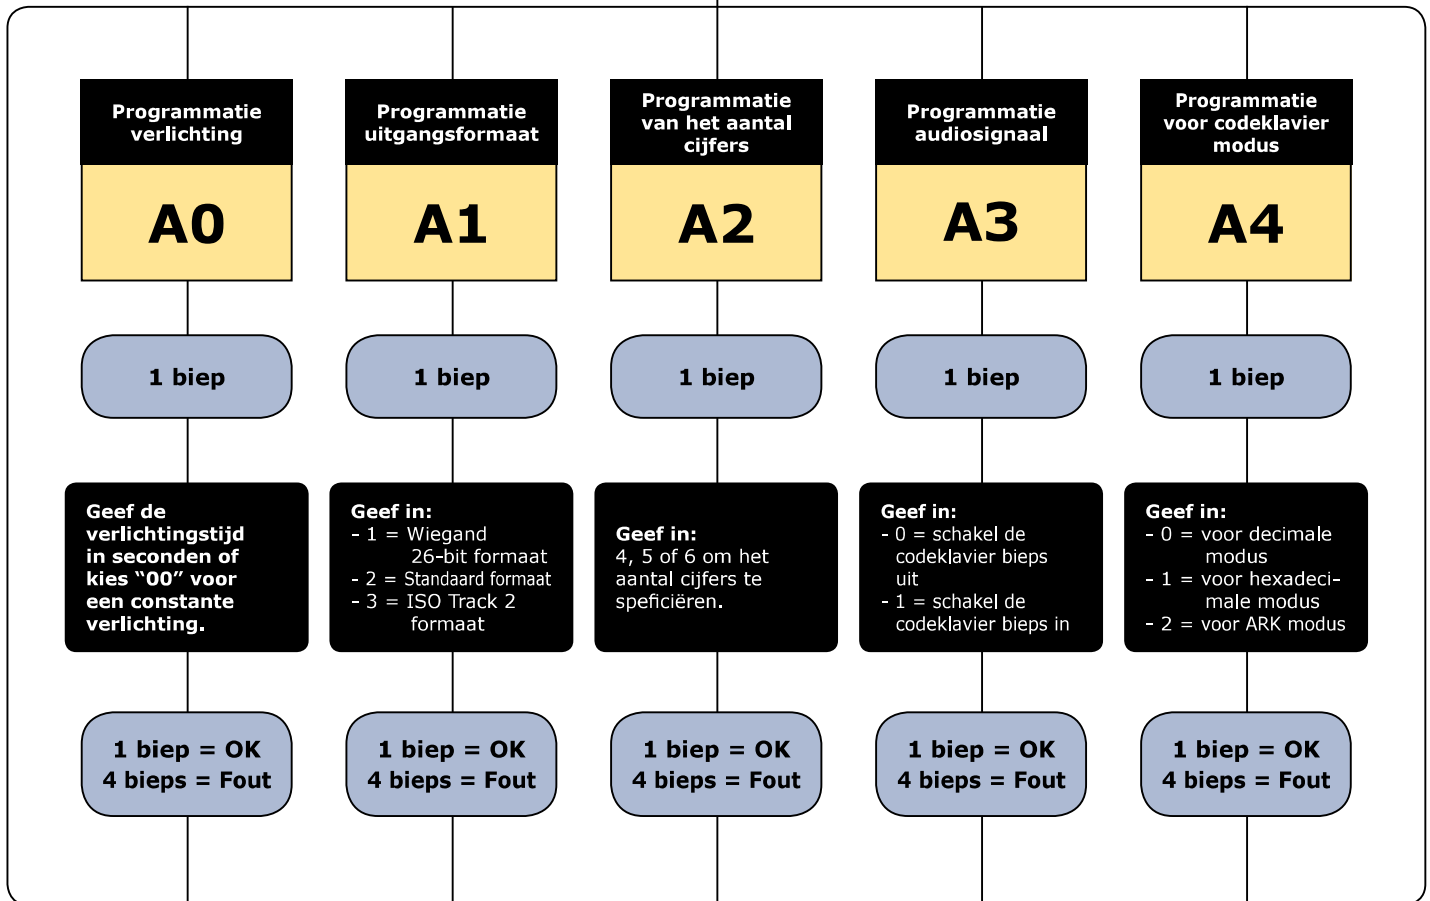 Programmatie
verlichting
A0
1 biep
Geef de
verlichtingstijd
in seconden of
kies “00” voor
een constante
verlichting.
1 biep = OK
4 bieps = Fout
Programmatie
uitgangsformaat
A1
1 biep
Geef in:
- 1 = Wiegand
26-bit formaat
- 2 = Standaard formaat
- 3 = ISO Track 2
formaat
1 biep = OK
4 bieps = Fout
Programmatie
van het aantal
cijfers
A2
1 biep
Geef in:
4, 5 of 6 om het
aantal cijfers te
speficiëren.
1 biep = OK
4 bieps = Fout
Programmatie
audiosignaal
A3
1 biep
Geef in:
- 0 = schakel de
codeklavier bieps
uit
- 1 = schakel de
codeklavier bieps in
1 biep = OK
4 bieps = Fout
Programmatie
voor codeklavier
modus
A4
1 biep
Geef in:
- 0 = voor decimale
modus
- 1 = voor hexadeci-
male modus
- 2 = voor ARK modus
1 biep = OK
4 bieps = Fout